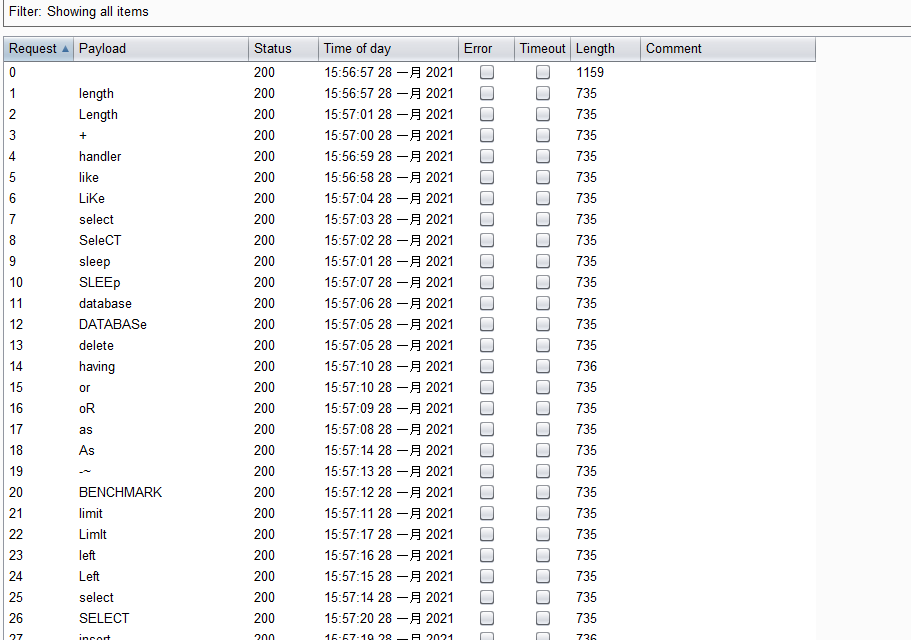 Filter: Showing all items
Request Payload Status Time of day Error Timeout Length Comment
0 200 15:56:57 28 一月 2021 1159
1 length 200 15:56:57 28 一月 2021 735
2 Length 200 15:57:01 28 一月 2021 735
3 + 200 15:57:00 28 一月 2021 735
4 handler 200 15:56:59 28 一月 2021 735
5 like 200 15:56:58 28 一月 2021 735
6 LiKe 200 15:57:04 28 一月 2021 735
7 select 200 15:57:03 28 一月 2021 735
8 SeleCT 200 15:57:02 28 一月 2021 735
9 sleep 200 15:57:01 28 一月 2021 735
10 SLEEp 200 15:57:07 28 一月 2021 735
11 database 200 15:57:06 28 一月 2021 735
12 DATABASe 200 15:57:05 28 一月 2021 735
13 delete 200 15:57:05 28 一月 2021 735
14 having 200 15:57:10 28 一月 2021 736
15 or 200 15:57:10 28 一月 2021 735
16 oR 200 15:57:09 28 一月 2021 735
17 as 200 15:57:08 28 一月 2021 735
18 As 200 15:57:14 28 一月 2021 735
19 -~ 200 15:57:13 28 一月 2021 735
20 BENCHMARK 200 15:57:12 28 一月 2021 735
21 limit 200 15:57:11 28 一月 2021 735
22 LimIt 200 15:57:17 28 一月 2021 735
23 left 200 15:57:16 28 一月 2021 735
24 Left 200 15:57:15 28 一月 2021 735
25 select 200 15:57:14 28 一月 2021 735
26 SELECT 200 15:57:20 28 一月 2021 735
27 insert 200 15:57:19 28 一月 2021 736